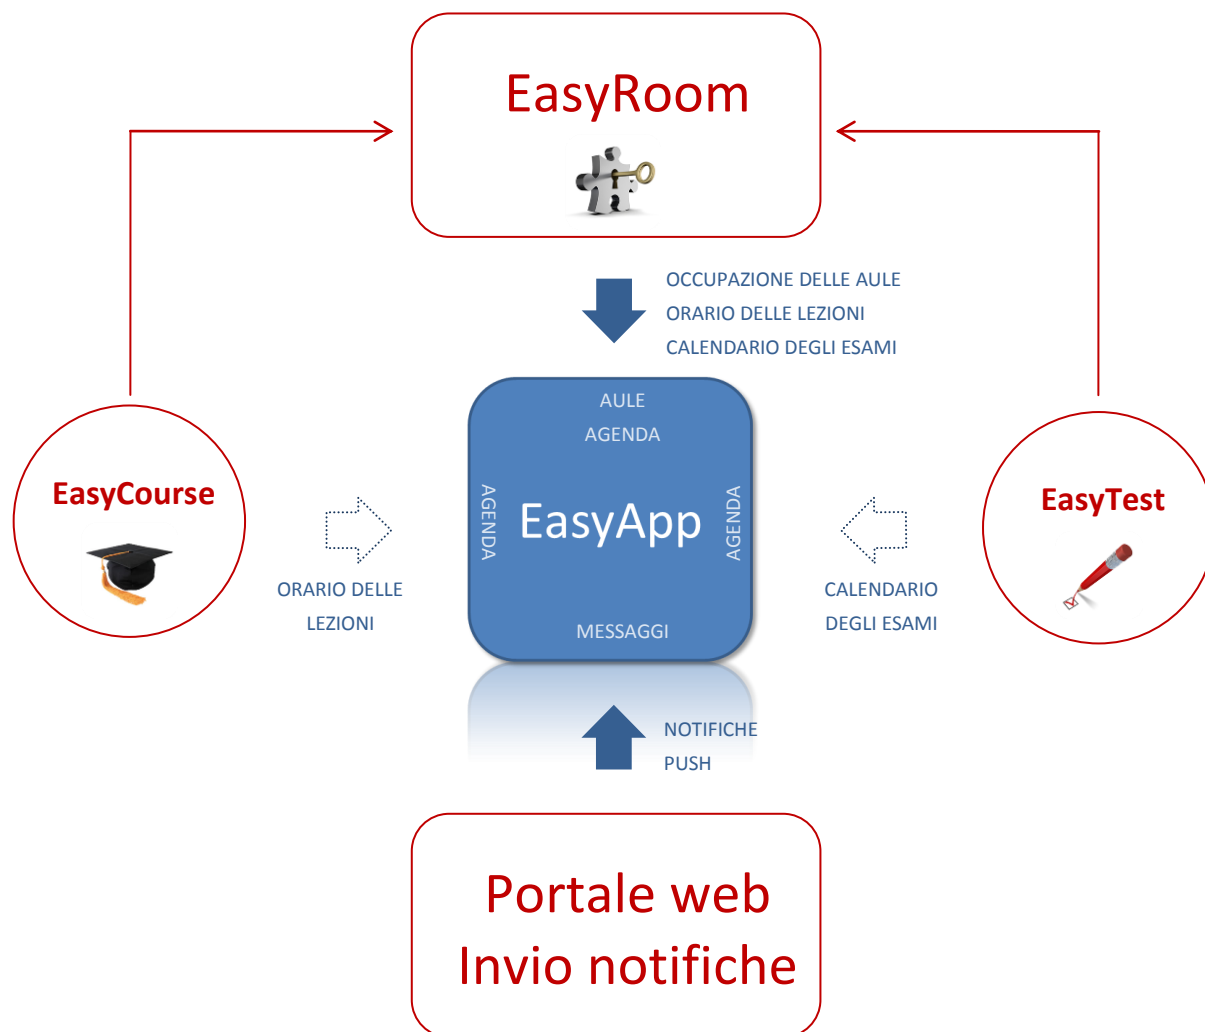 EasyRoom
OCCUPAZIONE DELLE AULE
ORARIO DELLE LEZIONI
CALENDARIO DEGLI ESAMI
EasyCourse
ORARIO DELLE
LEZIONI
AULE
AGENDA
AGENDA
EasyApp
AGENDA
MESSAGGI
EasyTest
CALENDARIO
DEGLI ESAMI
NOTIFICHE
PUSH
Portale web
Invio notifiche